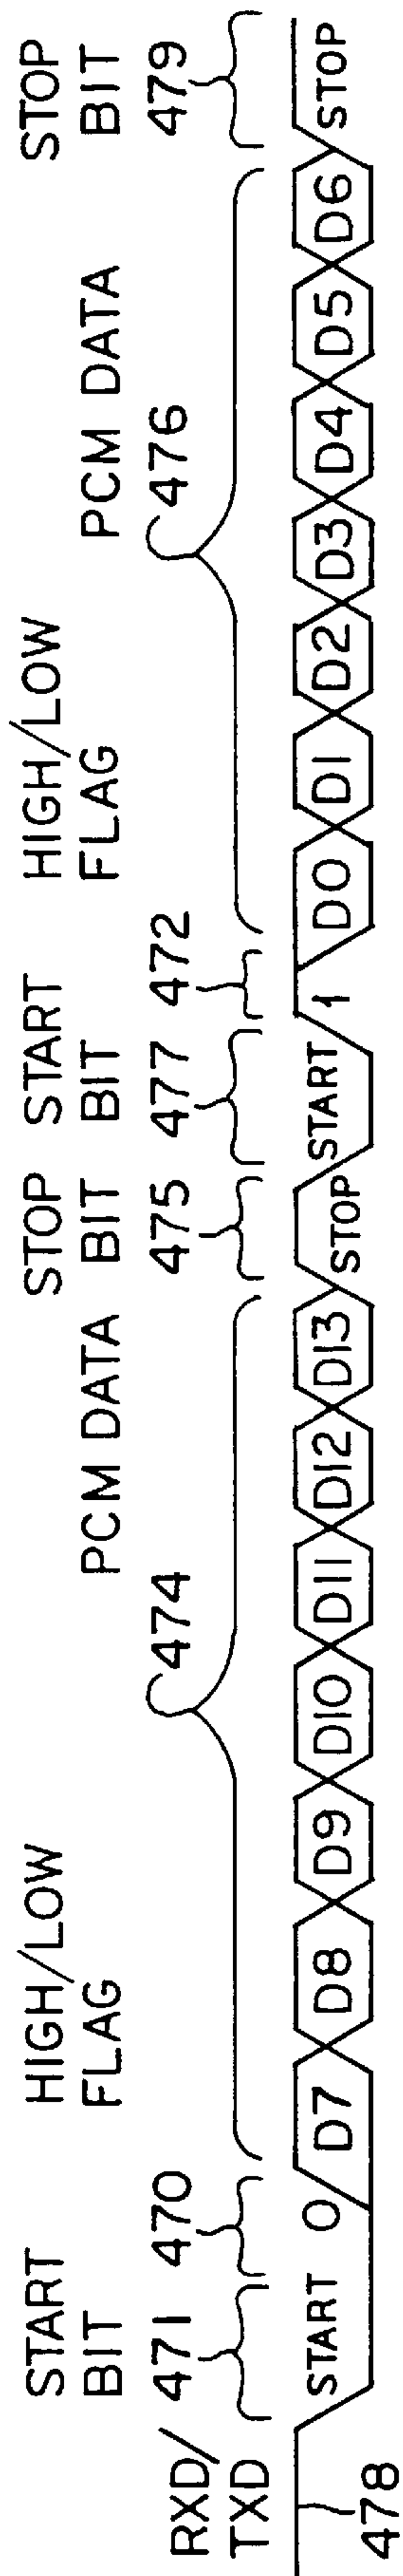 START HIGH/LOW STOP START HIGH/LOW STOP
BIT FLAG PCM DATA BIT BIT FLAG PCM DATA BIT
RXD/ 471 470 474 475 477 472 476 479
TXD
START 0 D7 D8 D9 D10 D11 D12 D13 STOP START 1 D0 D1 D2 D3 D4 D5 D6 STOP
478